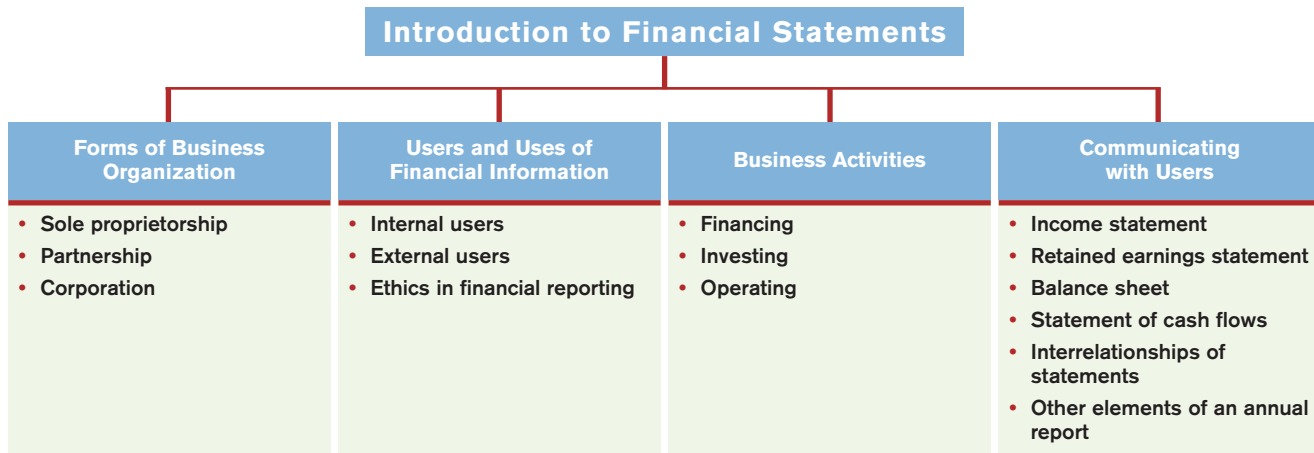 Introduction to Financial Statements
Forms of Business
Organization
• Sole proprietorship
• Partnership
• Corporation
Users and Uses of
Financial Information
• Internal users
• External users
• Ethics in financial reporting
Business Activities
• Financing
• Investing
• Operating
Communicating
with Users
• Income statement
• Retained earnings statement
• Balance sheet
• Statement of cash flows
• Interrelationships of
statements
• Other elements of an annual
report